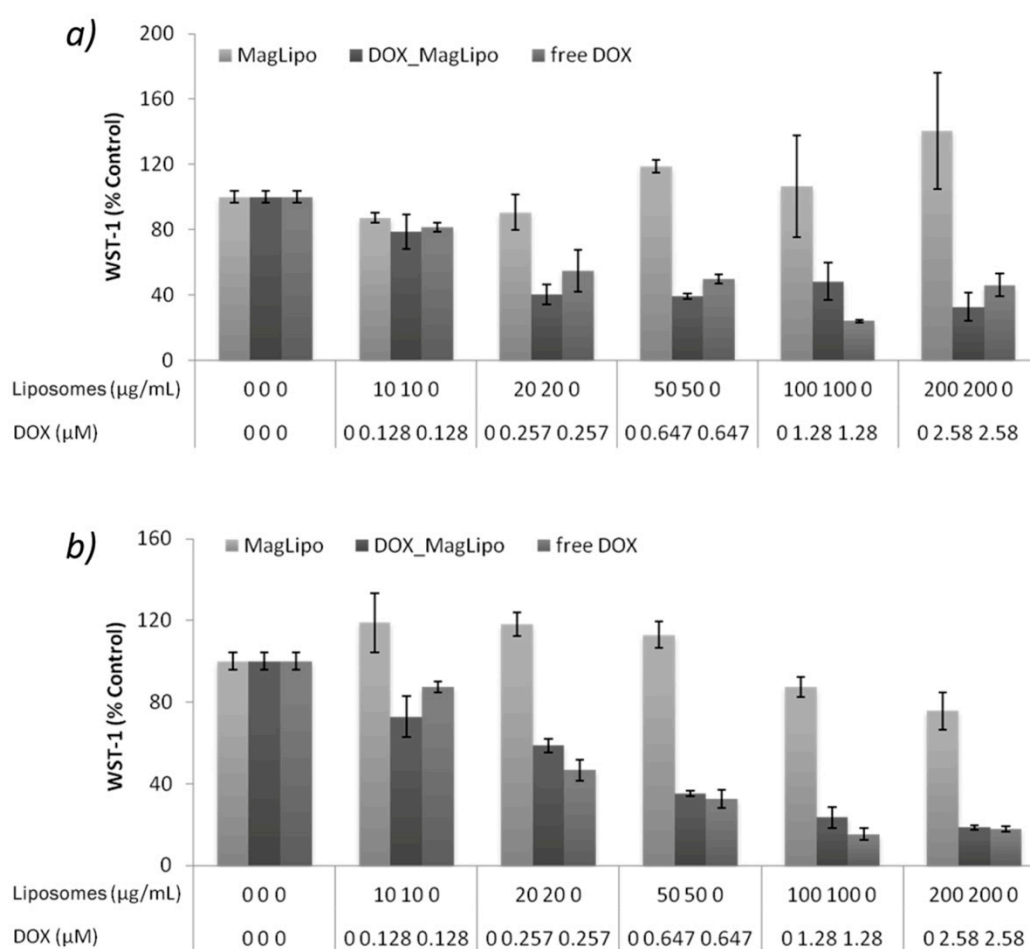 a)
200
MagLipo DOX_MagLipo free DOX
160
120
80
40
0
WST-1 (% Control)
Liposomes (µg/mL) 0 0 0 10 10 0 20 20 0 50 50 0 100 100 0 200 200 0
DOX (µM) 0 0 0 0 0.128 0.128 0 0.257 0.257 0 0.647 0.647 0 1.28 1.28 0 2.58 2.58
b)
160
MagLipo DOX_MagLipo free DOX
120
80
40
0
WST-1 (% Control)
Liposomes (µg/mL) 0 0 0 10 10 0 20 20 0 50 50 0 100 100 0 200 200 0
DOX (µM) 0 0 0 0 0.128 0.128 0 0.257 0.257 0 0.647 0.647 0 1.28 1.28 0 2.58 2.58